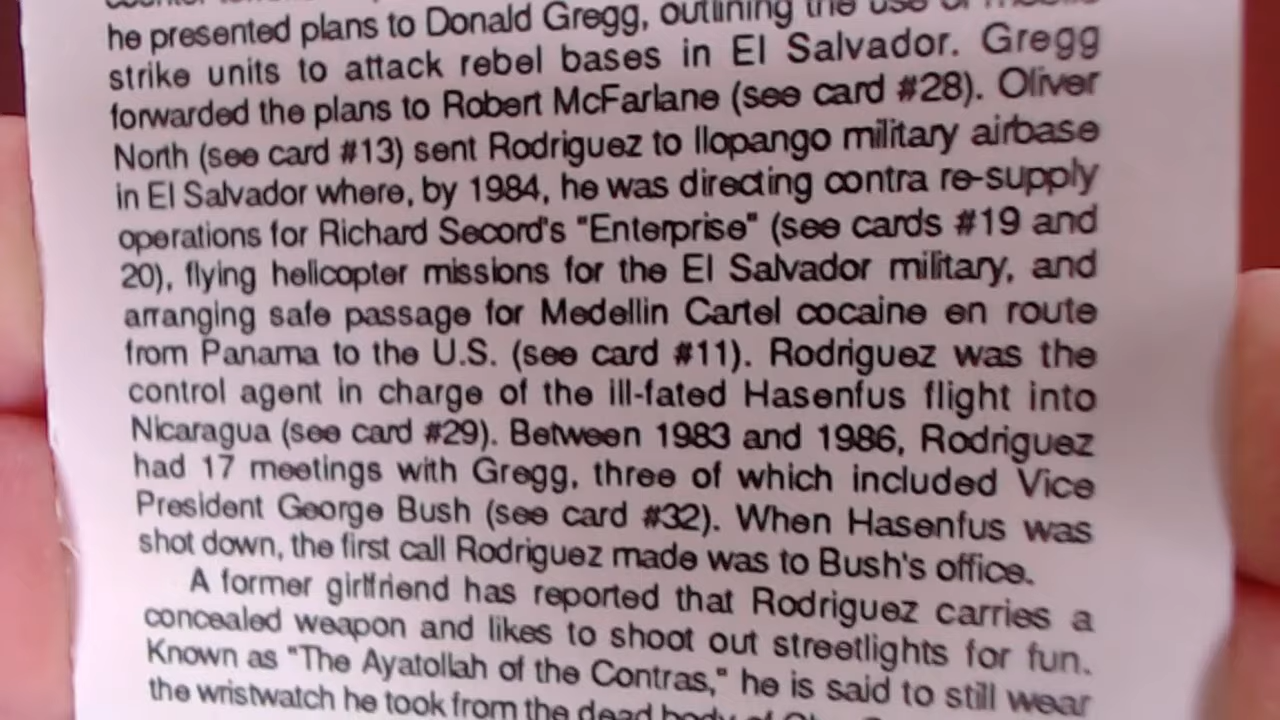 he presented plans to Donald Gregg, outlining the use of mobile
strike units to attack rebel bases in El Salvador. Gregg
forwarded the plans to Robert McFarlane (see card #28). Oliver
North (see card #13) sent Rodriguez to Ilopango military airbase
in El Salvador where, by 1984, he was directing contra re-supply
operations for Richard Secord's "Enterprise" (see cards #19 and
20), flying helicopter missions for the El Salvador military, and
arranging safe passage for Medellin Cartel cocaine en route
from Panama to the U.S. (see card #11). Rodriguez was the
control agent in charge of the ill-fated Hasenfus flight into
Nicaragua (see card #29). Between 1983 and 1986, Rodriguez
had 17 meetings with Gregg, three of which included Vice
President George Bush (see card #32). When Hasenfus was
shot down, the first call Rodriguez made was to Bush's office.
A former girlfriend has reported that Rodriguez carries a
concealed weapon and likes to shoot out streetlights for fun.
Known as "The Ayatollah of the Contras," he is said to still wear
the wristwatch he took from the dead body of